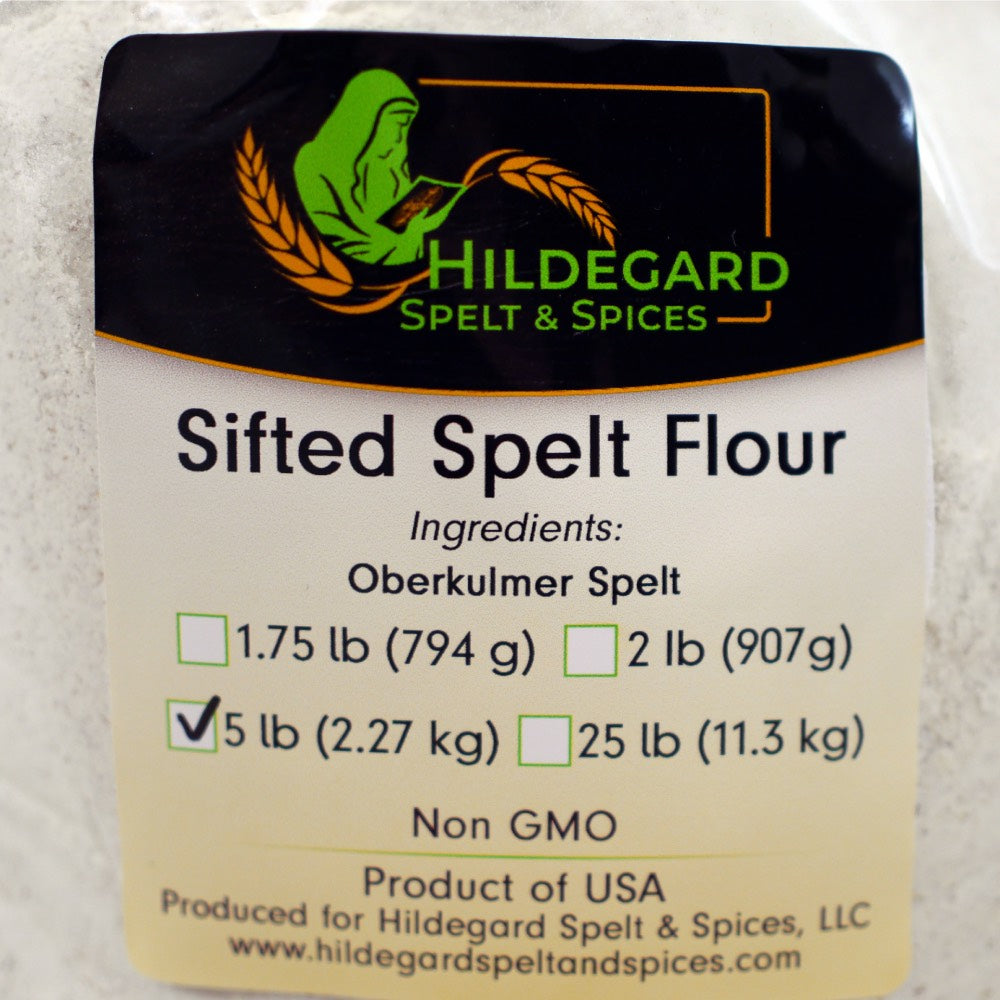 HILDEGARD
SPELT & SPICES
Sifted Spelt Flour
Ingredients:
Oberkulmer Spelt
1.75 lb (794 g) 2 lb (907g)
5 lb (2.27 kg) 25 lb (11.3 kg)
Non GMO
Product of USA
Produced for Hildegard Spelt & Spices, LLC
www.hildegardspeltandspices.com